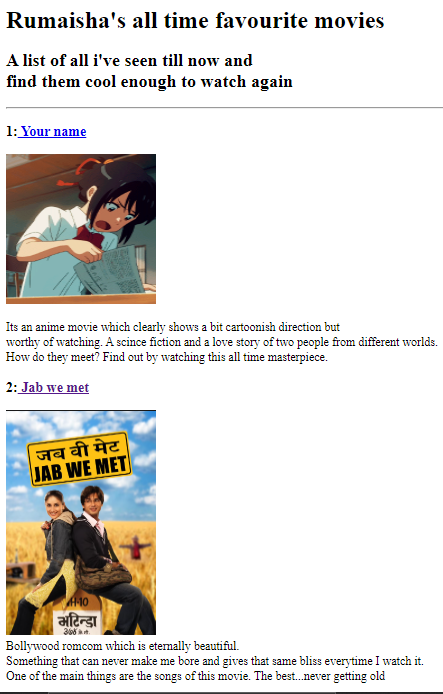 Rumaisha's all time favourite movies
A list of all i've seen till now and
find them cool enough to watch again
1: Your name
Its an anime movie which clearly shows a bit cartoonish direction but
worthy of watching. A scince fiction and a love story of two people from different worlds.
How do they meet? Find out by watching this all time masterpiece.
2: Jab we met
जब वी मेट
JAB WE MET
भटिन्डा
Bollywood romcom which is eternally beautiful.
Something that can never make me bore and gives that same bliss everytime I watch it.
One of the main things are the songs of this movie. The best...never getting old